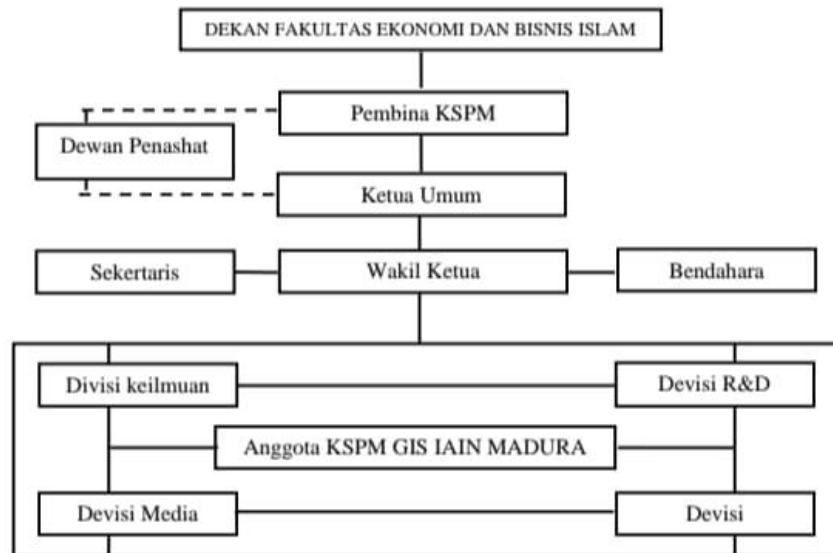 DEKAN FAKULTAS EKONOMI DAN BISNIS ISLAM
Pembina KSPM
Dewan Penashat
Ketua Umum
Sekertaris
Wakil Ketua
Bendahara
Divisi keilmuan
Devisi R&D
Anggota KSPM GIS IAIN MADURA
Devisi Media
Devisi